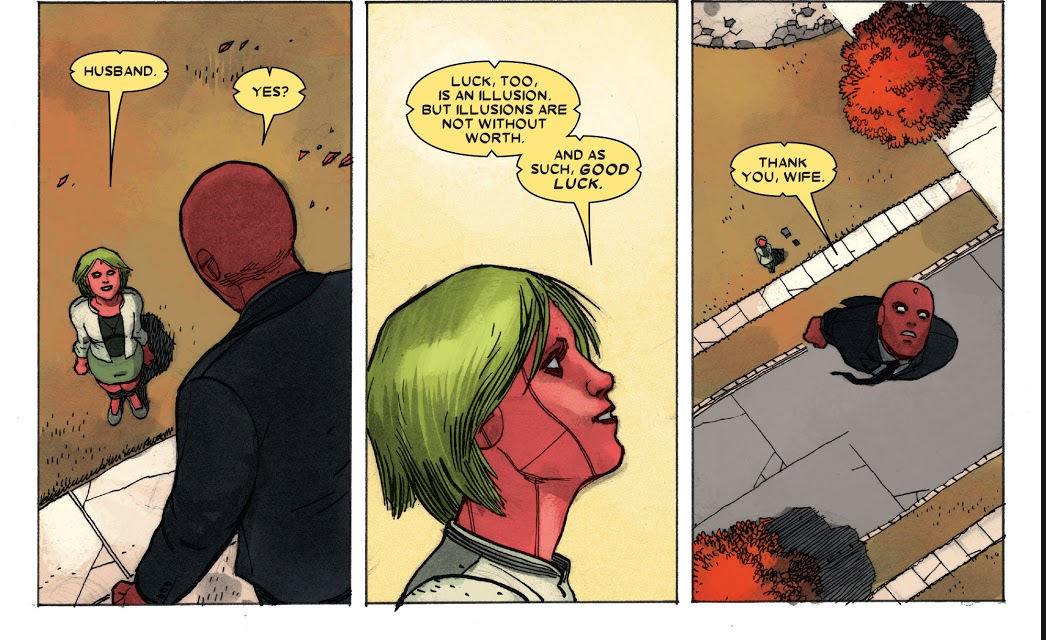 HUSBAND.
YES?
LUCK, TOO,
IS AN ILLUSION.
BUT ILLUSIONS ARE
NOT WITHOUT
WORTH.
AND AS
SUCH, GOOD
LUCK.
THANK
YOU, WIFE.